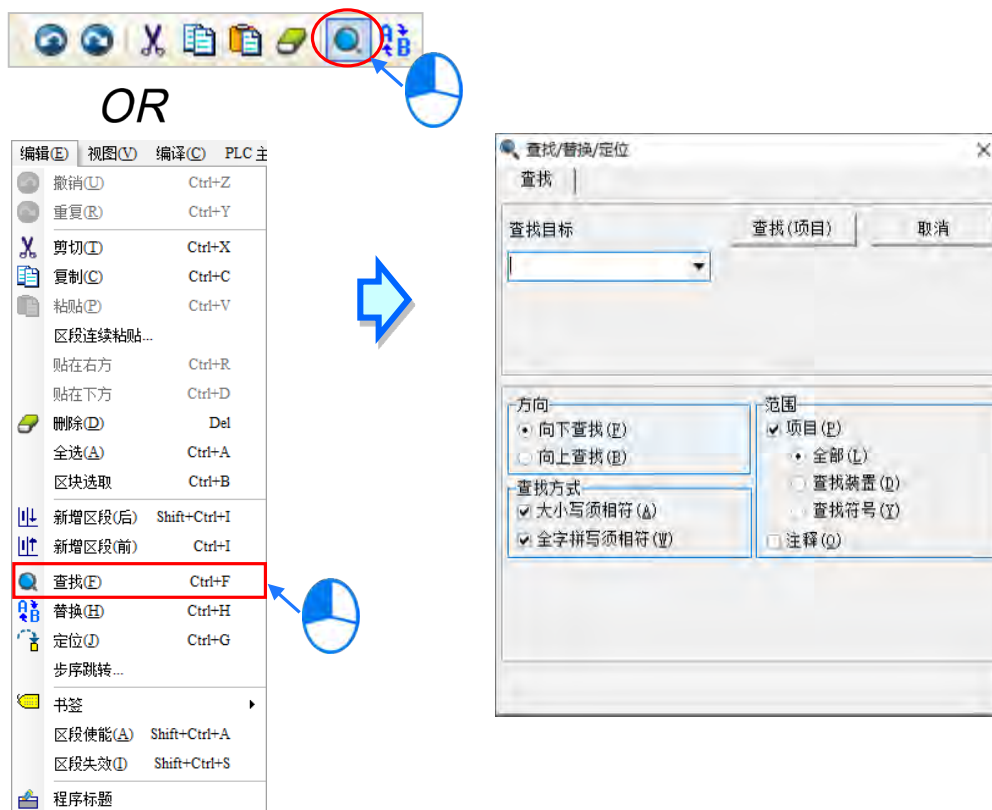 OR
编辑(E) 视图(V) 编译(C) PLC 主
撤销(U) Ctrl+Z
重复(R) Ctrl+Y
剪切(T) Ctrl+X
复制(C) Ctrl+C
粘贴(P) Ctrl+V
区段连续粘贴...
贴在右方 Ctrl+R
贴在下方 Ctrl+D
删除(D) Del
全选(A) Ctrl+A
区块选取 Ctrl+B
新增区段(后) Shift+Ctrl+I
新增区段(前) Ctrl+I
查找(F) Ctrl+F
替换(H) Ctrl+H
定位(J) Ctrl+G
步序跳转...
书签
区段使能(A) Shift+Ctrl+A
区段失效(I) Shift+Ctrl+S
程序标题
查找/替换/定位
查找
查找目标 查找(项目) 取消
方向
向下查找(F)
向上查找(B)
查找方式
大小写须相符(A)
全字拼写须相符(W)
范围
项目(P)
全部(L)
查找装置(D)
查找符号(Y)
注释(O)